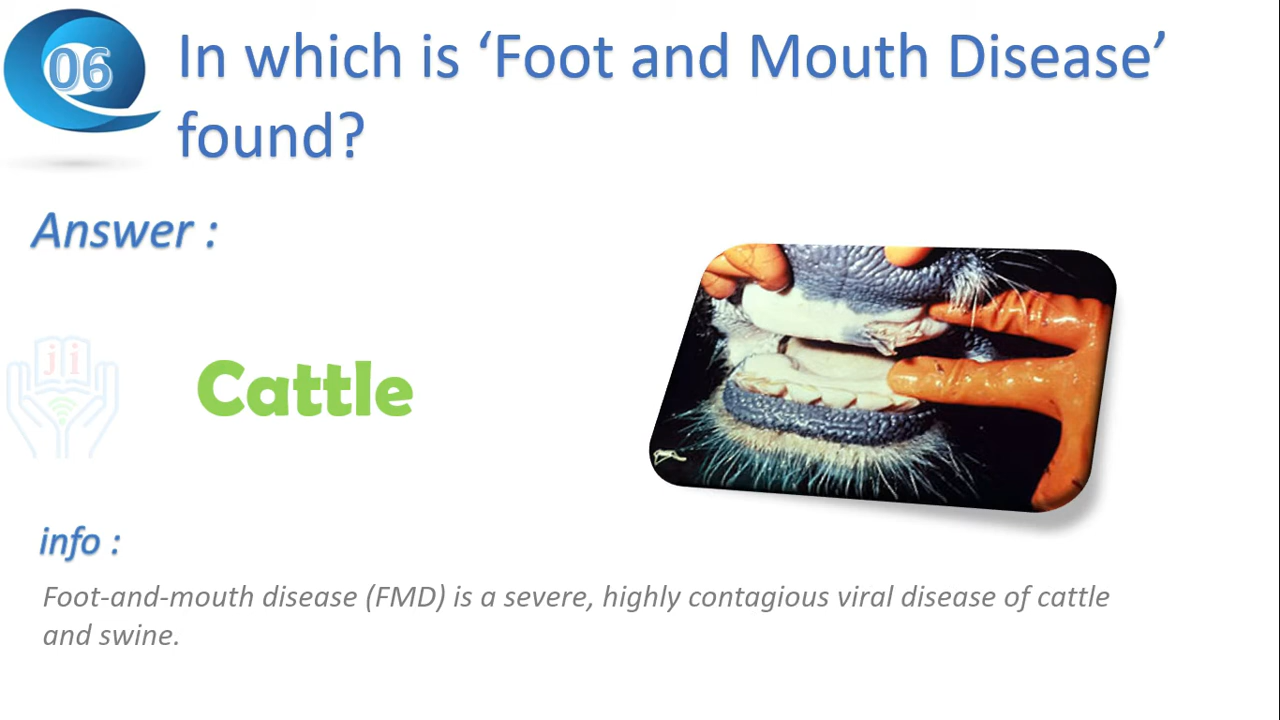 06
In which is ‘Foot and Mouth Disease’
found?
Answer :
ji
Cattle
info :
Foot-and-mouth disease (FMD) is a severe, highly contagious viral disease of cattle
and swine.